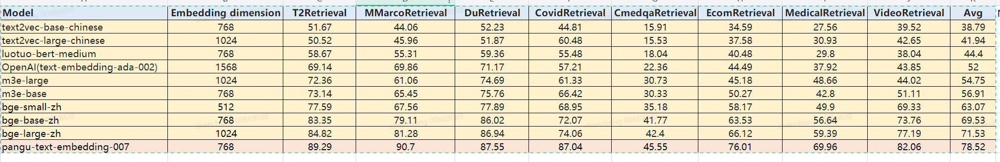 Model Embedding dimension T2Retrieval MMarcoRetrieval DuRetrieval CovidRetrieval CmedqaRetrieval EcomRetrieval MedicalRetrieval VideoRetrieval Avg
text2vec-base-chinese 768 51.67 44.06 52.23 44.81 15.91 34.59 27.56 39.52 38.79
text2vec-large-chinese 1024 50.52 45.96 51.87 60.48 15.53 37.58 30.93 42.65 41.94
luotuo-bert-medium 768 58.67 55.31 59.36 55.48 18.04 40.48 29.8 38.04 44.4
OpenAI(text-embedding-ada-002) 1568 69.14 69.86 71.17 57.21 22.36 44.49 37.92 43.85 52
m3e-large 1024 72.36 61.06 74.69 61.33 30.73 45.18 48.66 44.02 54.75
m3e-base 768 73.14 65.45 75.76 66.42 30.33 50.27 42.8 51.11 56.91
bge-small-zh 512 77.59 67.56 77.89 68.95 35.18 58.17 49.9 69.33 63.07
bge-base-zh 768 83.35 79.11 86.02 72.07 41.77 63.53 56.64 73.76 69.53
bge-large-zh 1024 84.82 81.28 86.94 74.06 42.4 66.12 59.39 77.19 71.53
pangu-text-embedding-007 768 89.29 90.7 87.55 87.04 45.55 76.01 69.96 82.06 78.52